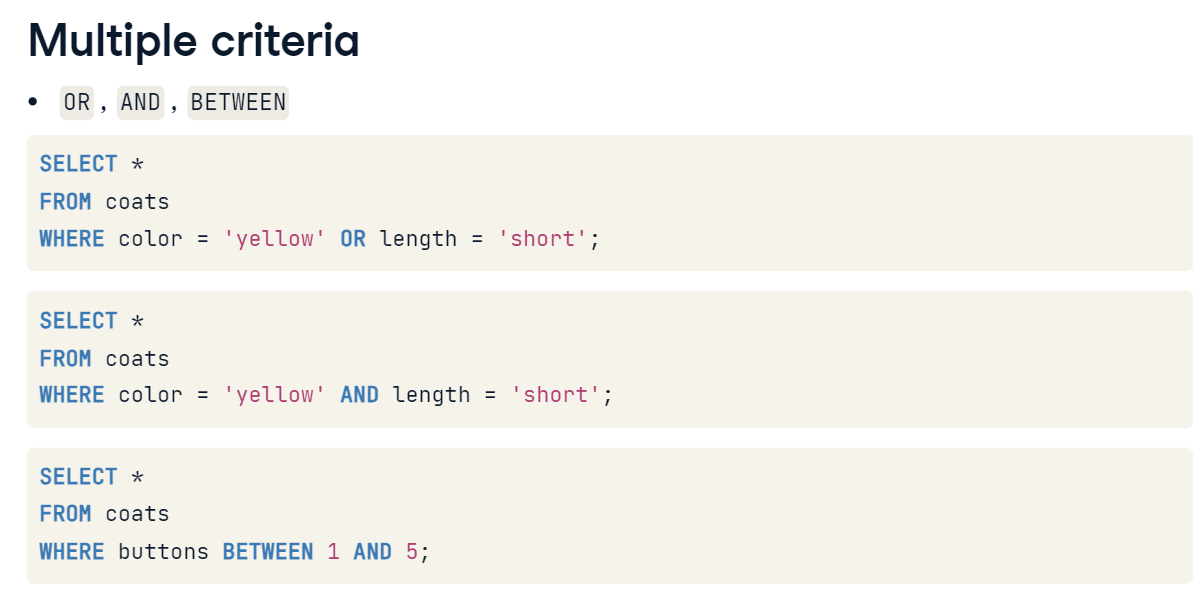 Multiple criteria
• OR , AND , BETWEEN
SELECT *
FROM coats
WHERE color = 'yellow' OR length = 'short';
SELECT *
FROM coats
WHERE color = 'yellow' AND length = 'short';
SELECT *
FROM coats
WHERE buttons BETWEEN 1 AND 5;